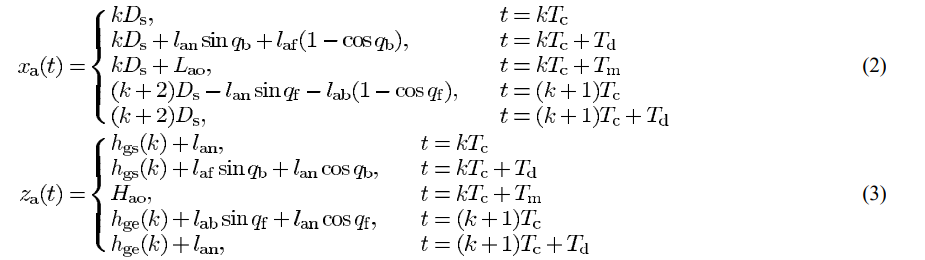 kD_s, t = kT_c
kD_s + l_an sin q_b + l_af(1 − cos q_b), t = kT_c + T_d
x_a(t) = { kD_s + L_ao, t = kT_c + T_m (2)
(k + 2)D_s − l_an sin q_f − l_ab(1 − cos q_f), t = (k + 1)T_c
(k + 2)D_s, t = (k + 1)T_c + T_d
h_gs(k) + l_an, t = kT_c
h_gs(k) + l_af sin q_b + l_an cos q_b, t = kT_c + T_d
z_a(t) = { H_ao, t = kT_c + T_m (3)
h_ge(k) + l_ab sin q_f + l_an cos q_f, t = (k + 1)T_c
h_ge(k) + l_an, t = (k + 1)T_c + T_d